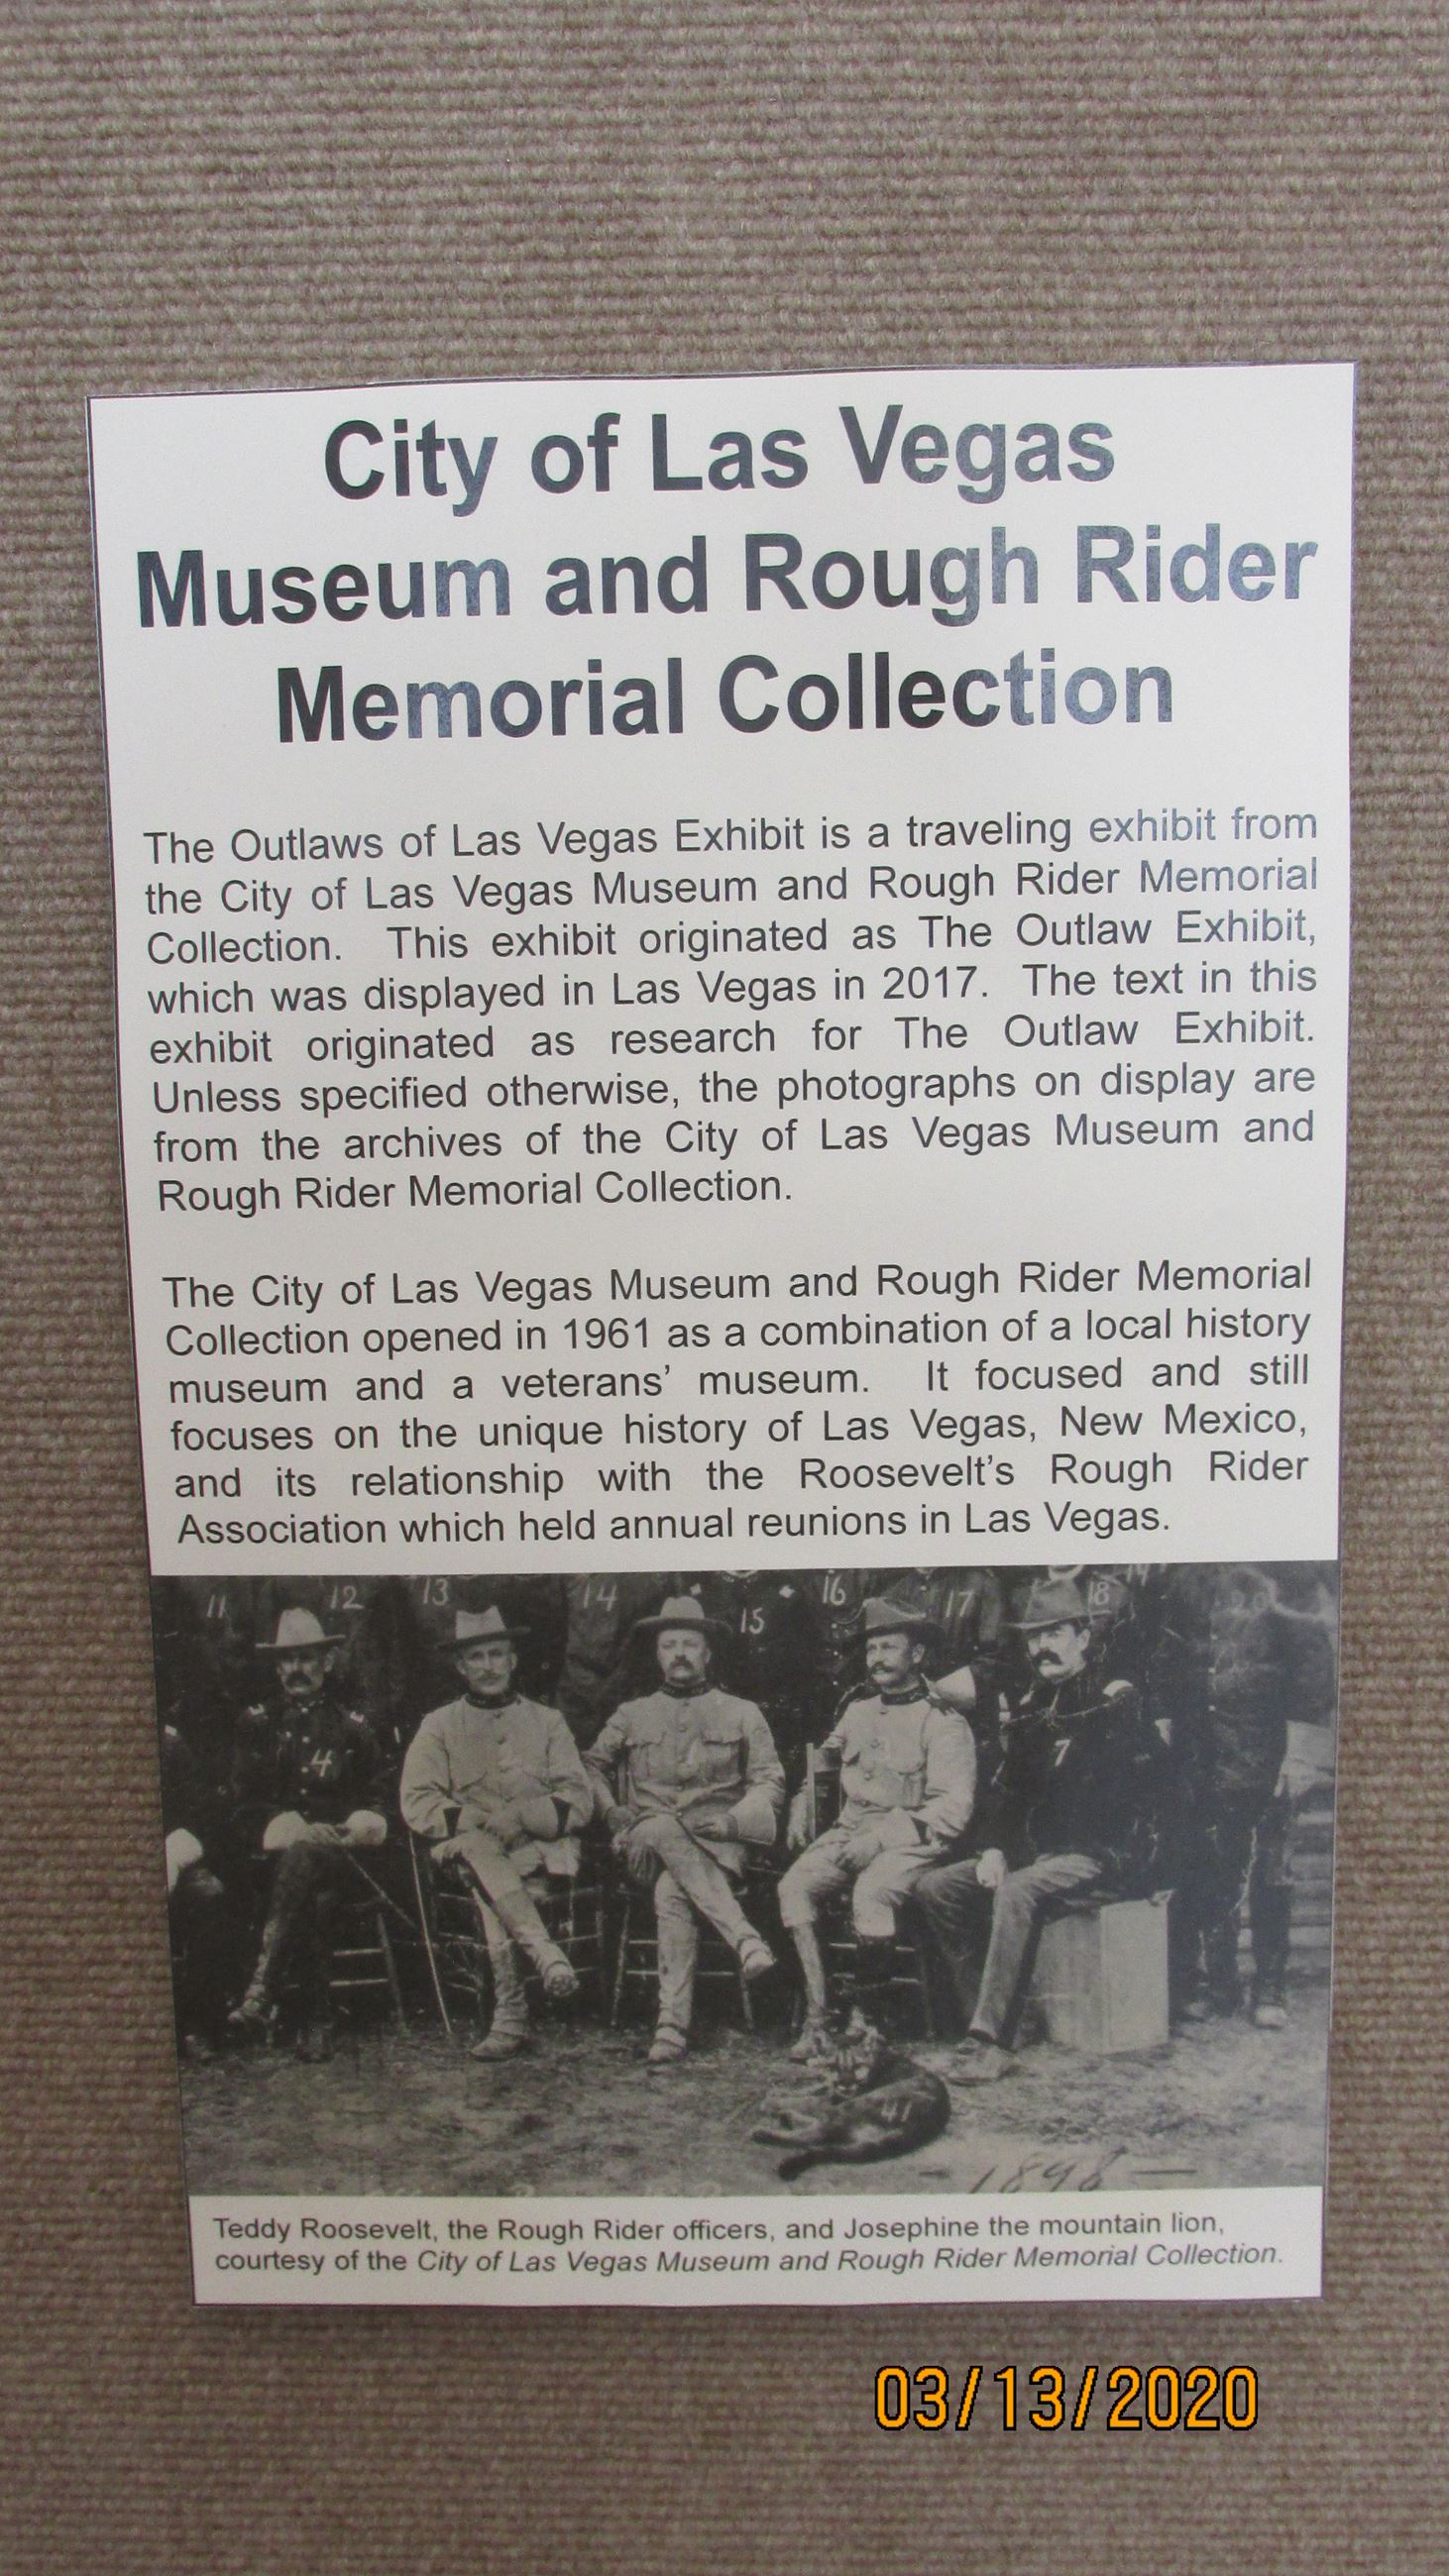 City of Las Vegas
Museum and Rough Rider
Memorial Collection
The Outlaws of Las Vegas Exhibit is a traveling exhibit from
the City of Las Vegas Museum and Rough Rider Memorial
Collection. This exhibit originated as The Outlaw Exhibit,
which was displayed in Las Vegas in 2017. The text in this
exhibit originated as research for The Outlaw Exhibit.
Unless specified otherwise, the photographs on display are
from the archives of the City of Las Vegas Museum and
Rough Rider Memorial Collection.
The City of Las Vegas Museum and Rough Rider Memorial
Collection opened in 1961 as a combination of a local history
museum and a veterans’ museum. It focused and still
focuses on the unique history of Las Vegas, New Mexico,
and its relationship with the Roosevelt’s Rough Rider
Association which held annual reunions in Las Vegas.
11 12 13 14 15 16 17 18
4 7
41
1898
Teddy Roosevelt, the Rough Rider officers, and Josephine the mountain lion,
courtesy of the City of Las Vegas Museum and Rough Rider Memorial Collection.
03/13/2020